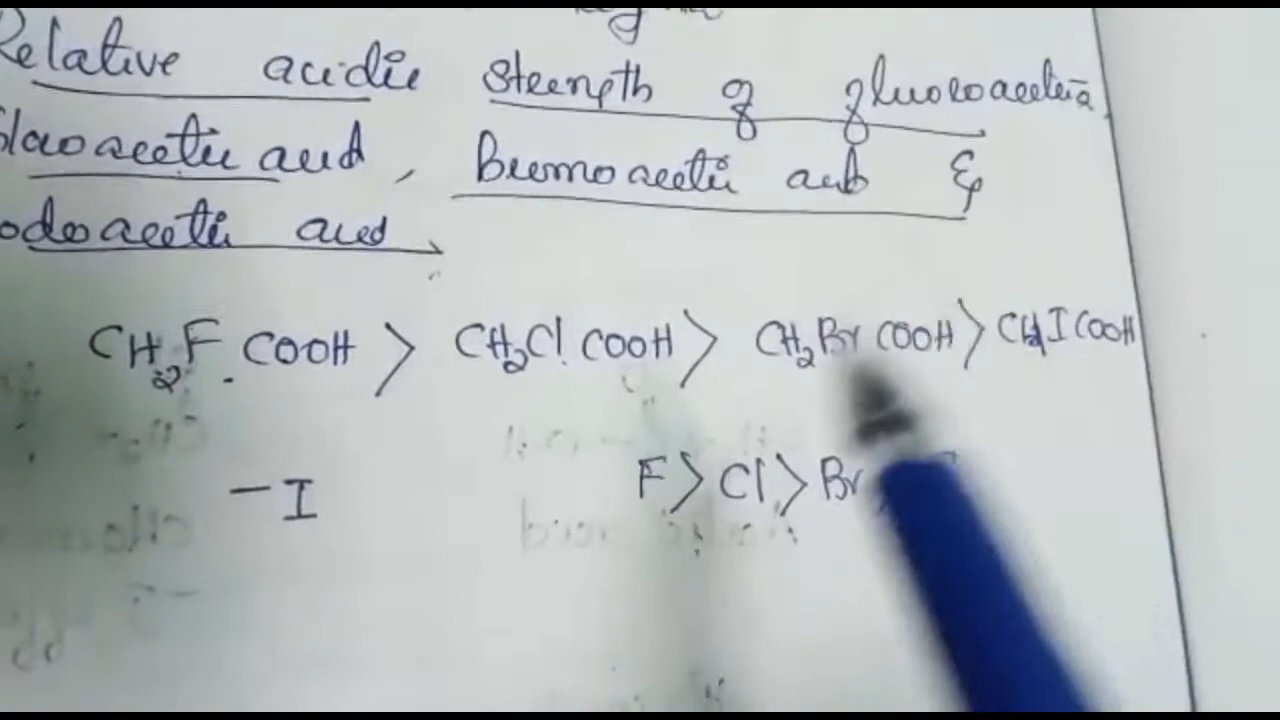 Relative acidic strength of fluoroacetic
Chloroacetic acid, Bromoacetic acid &
odoacetic acid
CH₂F.COOH > CH₂Cl.COOH > CH₂Br COOH > CH₂I COOH
-I F > Cl > Br